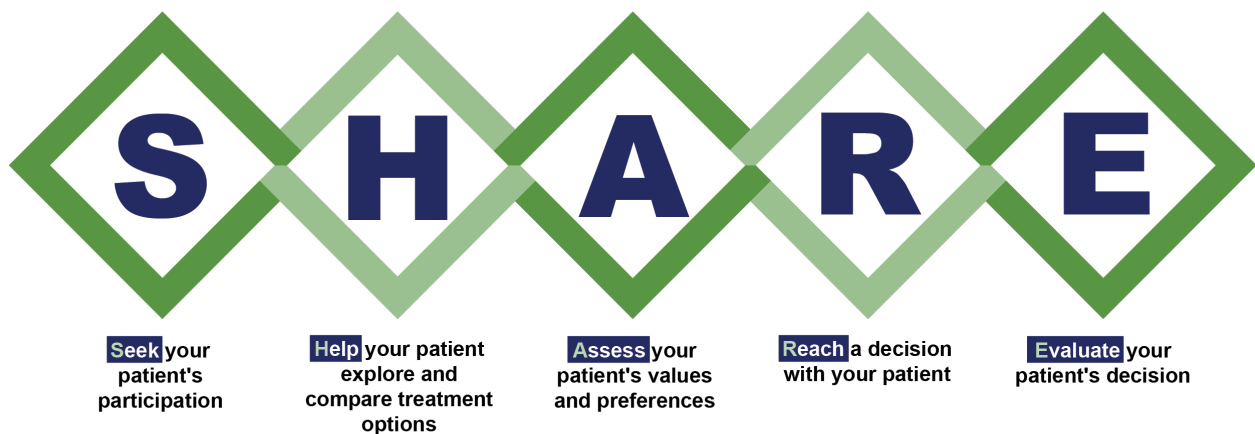 S H A R E
Seek your
patient's
participation
Help your patient
explore and
compare treatment
options
Assess your
patient's values
and preferences
Reach a decision
with your patient
Evaluate your
patient's decision